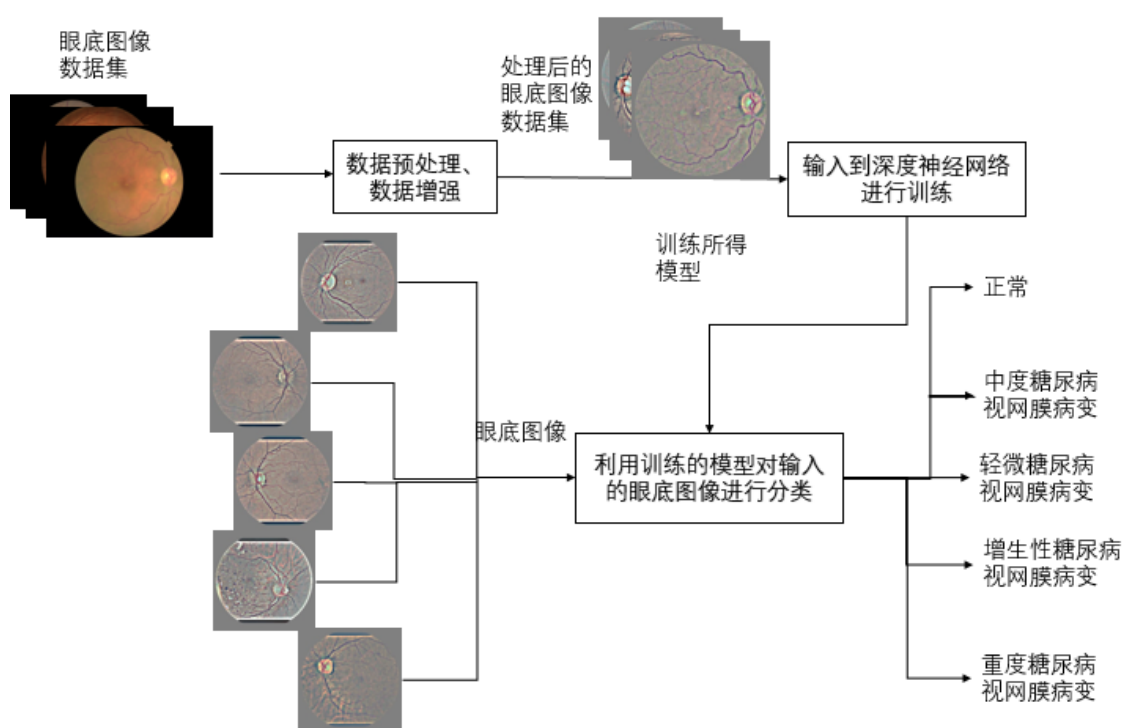 眼底图像
数据集
处理后的
眼底图像
数据集
数据预处理、
数据增强
输入到深度神经网络
进行训练
训练所得
模型
正常
中度糖尿病
视网膜病变
眼底图像
利用训练的模型对输入
的眼底图像进行分类
轻微糖尿病
视网膜病变
增生性糖尿病
视网膜病变
重度糖尿病
视网膜病变